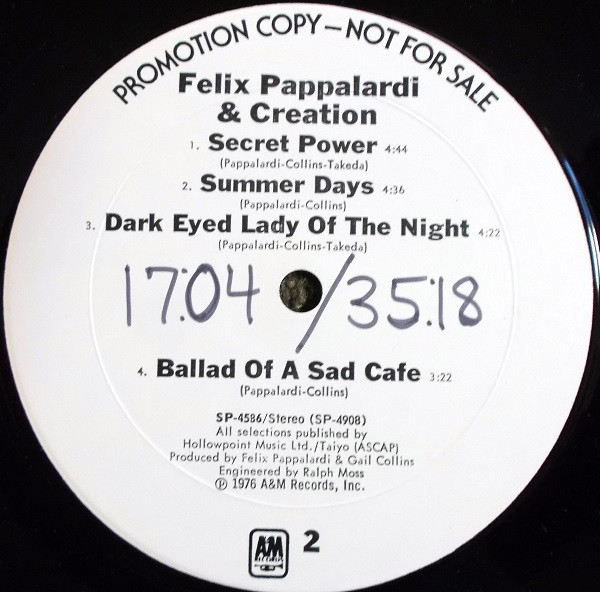 PROMOTION COPY—NOT FOR SALE
Felix Pappalardi
& Creation
1. Secret Power 4:44
(Pappalardi-Collins-Takeda)
2. Summer Days 4:36
(Pappalardi-Collins)
3. Dark Eyed Lady Of The Night 4:22
(Pappalardi-Collins-Takeda)
17:04 / 35:18
4. Ballad Of A Sad Cafe 3:22
(Pappalardi-Collins)
SP-4586/Stereo (SP-4908)
All selections published by
Hollowpoint Music Ltd./Taiyo (ASCAP)
Produced by Felix Pappalardi & Gail Collins
Engineered by Ralph Moss
Ⓟ 1976 A&M Records, Inc.
A&M RECORDS 2